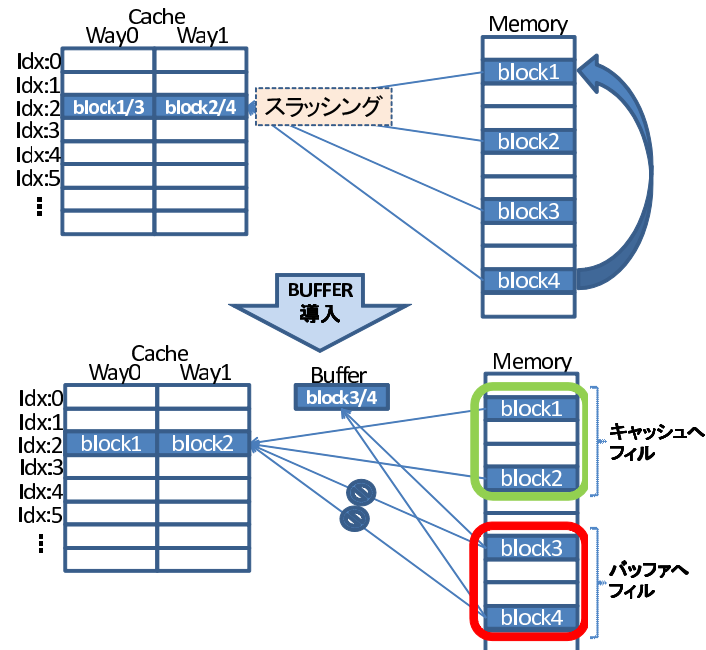 Cache
Way0 Way1
Idx:0
Idx:1
Idx:2 block1/3 block2/4
Idx:3
Idx:4
Idx:5
スラッシング
Memory
block1
block2
block3
block4
BUFFER
導入
Cache
Way0 Way1
Idx:0
Idx:1
Idx:2 block1 block2
Idx:3
Idx:4
Idx:5
Buffer
block3/4
Memory
block1
block2
block3
block4
キャッシュへ
フィル
バッファへ
フィル